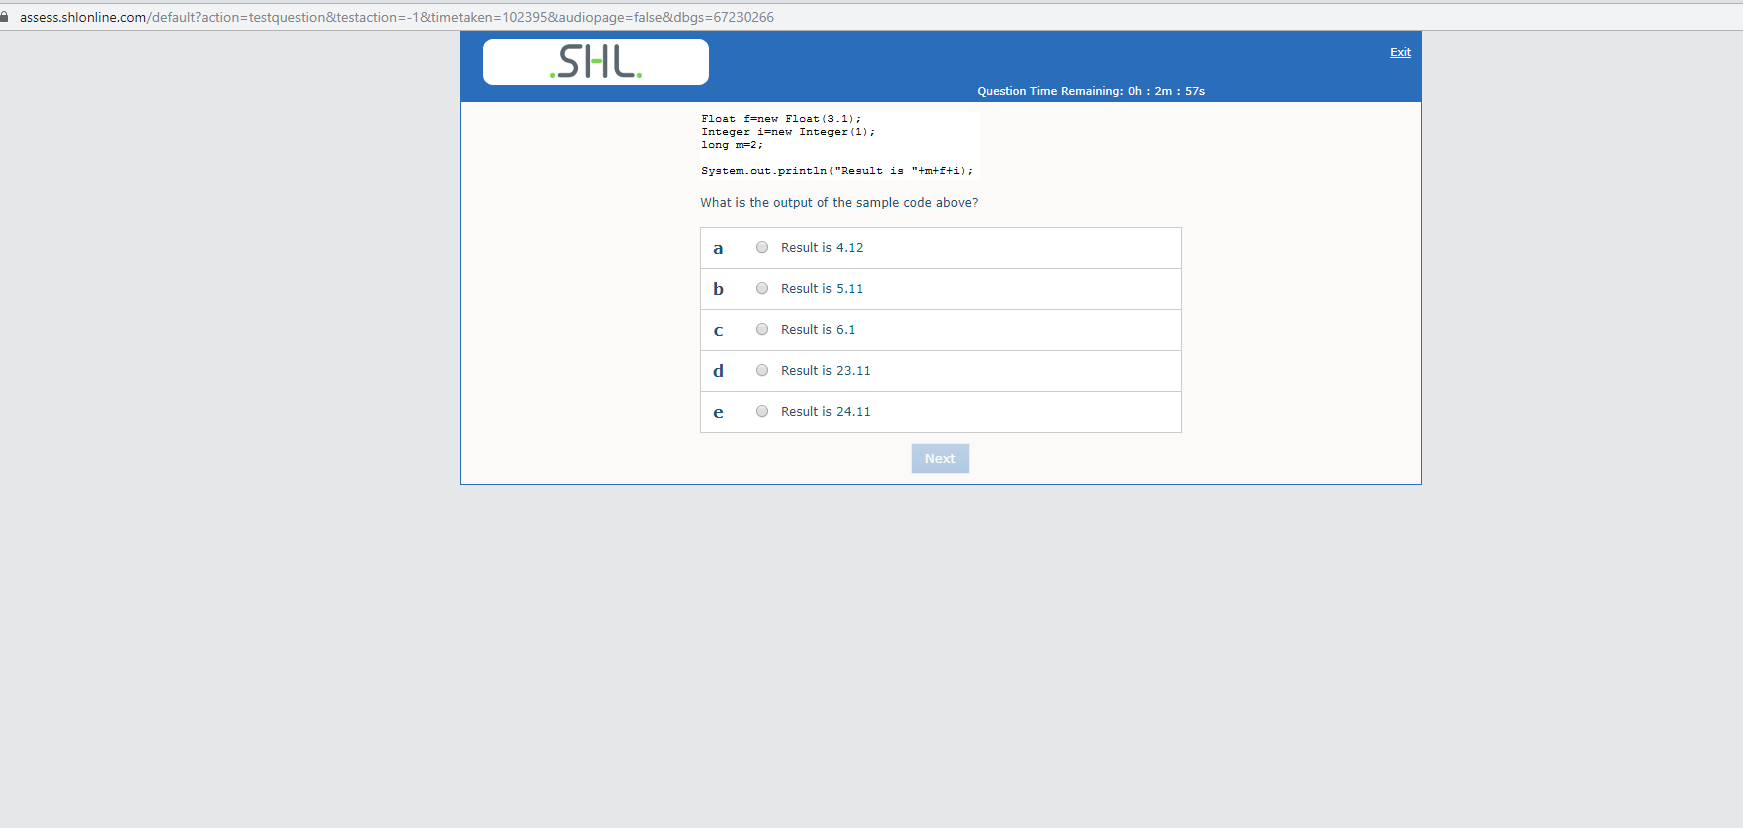 assess.shlonline.com/default?action=testquestion&testaction=-1&timetaken=102395&audiopage=false&dbgs=67230266
.SHL.
Exit
Question Time Remaining: 0h : 2m : 57s
Float f=new Float(3.1);
Integer i=new Integer(1);
long m=2;
System.out.println("Result is "+m+f+i);
What is the output of the sample code above?
a Result is 4.12
b Result is 5.11
c Result is 6.1
d Result is 23.11
e Result is 24.11
Next